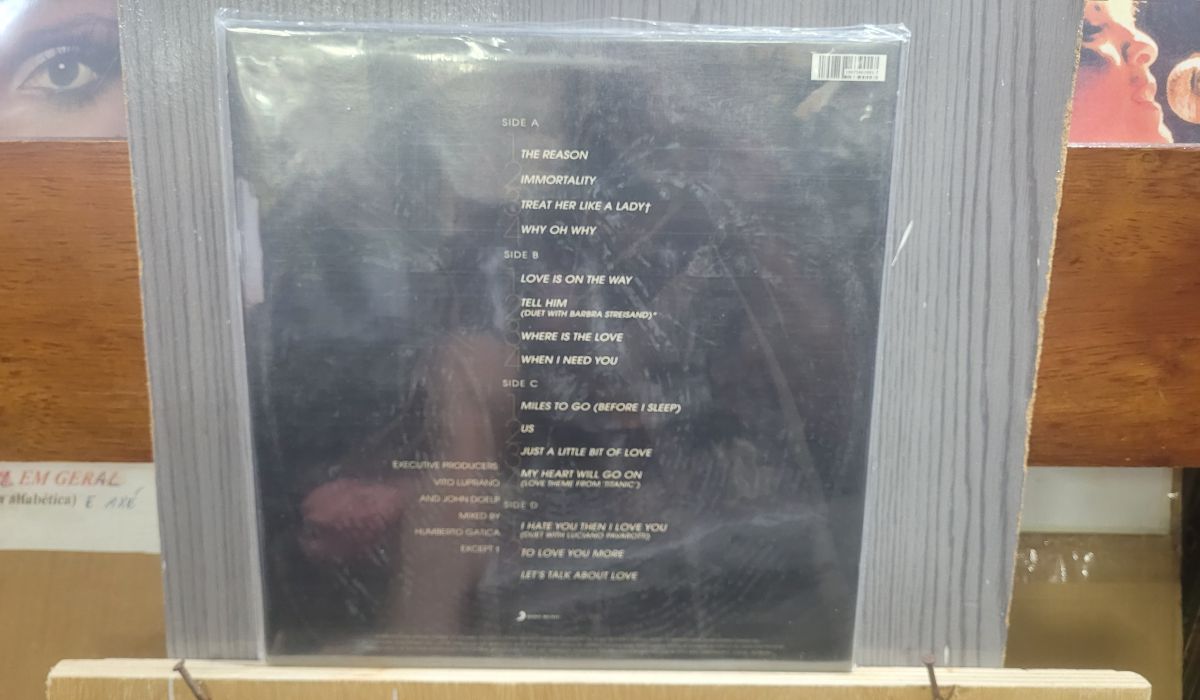 SIDE A
THE REASON
IMMORTALITY
TREAT HER LIKE A LADY†
WHY OH WHY
SIDE B
LOVE IS ON THE WAY
TELL HIM
(DUET WITH BARBRA STREISAND)*
WHERE IS THE LOVE
WHEN I NEED YOU
SIDE C
MILES TO GO (BEFORE I SLEEP)
US
JUST A LITTLE BIT OF LOVE
MY HEART WILL GO ON
(LOVE THEME FROM 'TITANIC')
SIDE D
I HATE YOU THEN I LOVE YOU
(DUET WITH LUCIANO PAVAROTTI)
TO LOVE YOU MORE
LET'S TALK ABOUT LOVE
EXECUTIVE PRODUCERS
VITO LUPRANO
AND JOHN DOELP
MIXED BY
HUMBERTO GATICA
EXCEPT †
EM GERAL
alfabética) E AXÉ